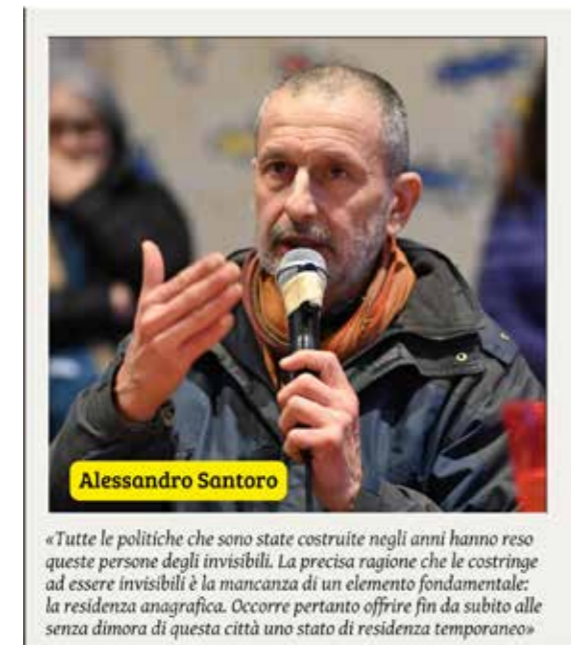 Alessandro Santoro
«Tutte le politiche che sono state costruite negli anni hanno reso
queste persone degli invisibili. La precisa ragione che le costringe
ad essere invisibili è la mancanza di un elemento fondamentale:
la residenza anagrafica. Occorre pertanto offrire fin da subito alle
senza dimora di questa città uno stato di residenza temporaneo»